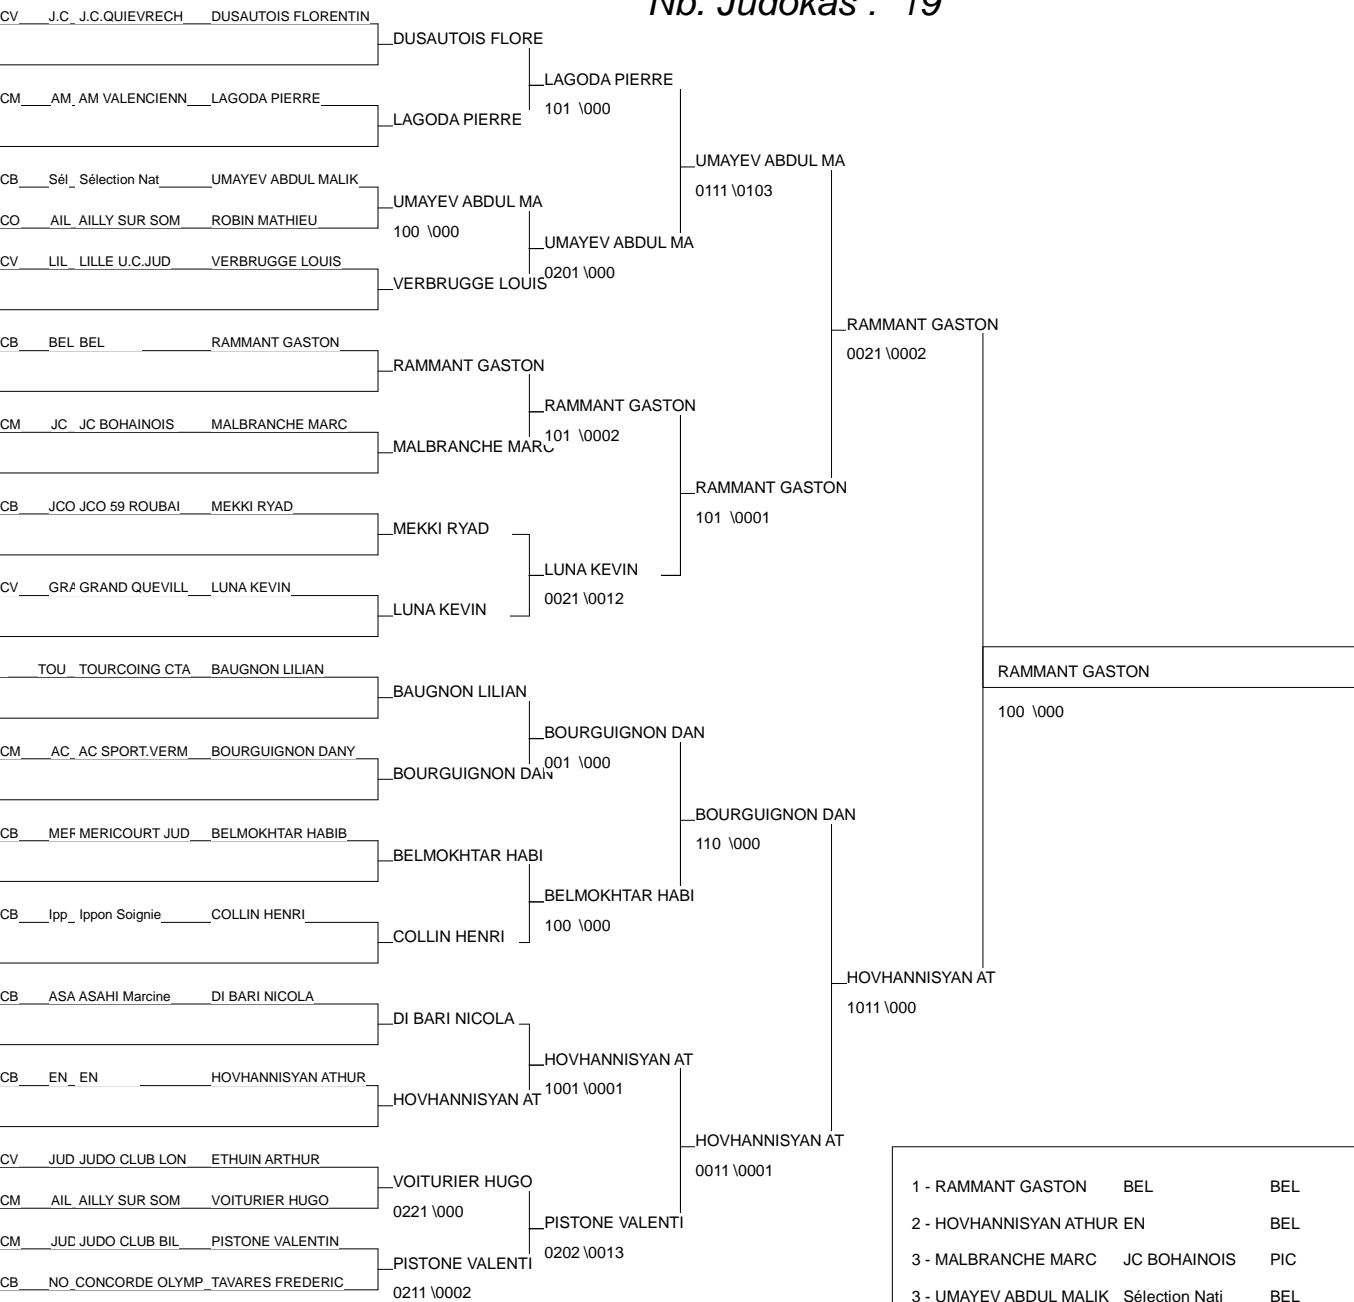 Nb. Judokas : 19
CV J.C J.C.QUIEVRECH DUSAUTOIS FLORENTIN
DUSAUTOIS FLORE
LAGODA PIERRE
101 \000
CM AM AM VALENCIENN LAGODA PIERRE
LAGODA PIERRE
UMAYEV ABDUL MA
0111 \0103
CB Sél Sélection Nat UMAYEV ABDUL MALIK
UMAYEV ABDUL MA
100 \000
CO AIL AILLY SUR SOM ROBIN MATHIEU
UMAYEV ABDUL MA
0201 \000
CV LIL LILLE U.C.JUD VERBRUGGE LOUIS
VERBRUGGE LOUIS
RAMMANT GASTON
0021 \0002
CB BEL BEL RAMMANT GASTON
RAMMANT GASTON
RAMMANT GASTON
101 \0002
CM JC JC BOHAINOIS MALBRANCHE MARC
MALBRANCHE MARC
RAMMANT GASTON
101 \0001
CB JCO JCO 59 ROUBAI MEKKI RYAD
MEKKI RYAD
LUNA KEVIN
0021 \0012
CV GRA GRAND QUEVILL LUNA KEVIN
LUNA KEVIN
RAMMANT GASTON
100 \000
TOU TOURCOING CTA BAUGNON LILIAN
BAUGNON LILIAN
BOURGUIGNON DAN
001 \000
CM AC AC SPORT.VERM BOURGUIGNON DANY
BOURGUIGNON DAN
BOURGUIGNON DAN
110 \000
CB MER MERICOURT JUD BELMOKHTAR HABIB
BELMOKHTAR HABI
BELMOKHTAR HABI
100 \000
CB Ipp Ippon Soignie COLLIN HENRI
COLLIN HENRI
HOVHANNISYAN AT
1011 \000
CB ASA ASAHI Marcine DI BARI NICOLA
DI BARI NICOLA
HOVHANNISYAN AT
1001 \0001
CB EN EN HOVHANNISYAN ATHUR
HOVHANNISYAN AT
HOVHANNISYAN AT
0011 \0001
CV JUD JUDO CLUB LON ETHUIN ARTHUR
VOITURIER HUGO
0221 \000
CM AIL AILLY SUR SOM VOITURIER HUGO
PISTONE VALENTI
0202 \0013
CM JUD JUDO CLUB BIL PISTONE VALENTIN
PISTONE VALENTI
0211 \0002
CB NO CONCORDE OLYMP TAVARES FREDERIC
1 - RAMMANT GASTON BEL BEL
2 - HOVHANNISYAN ATHUR EN BEL
3 - MALBRANCHE MARC JC BOHAINOIS PIC
3 - UMAYEV ABDUL MALIK Sélection Nati BEL